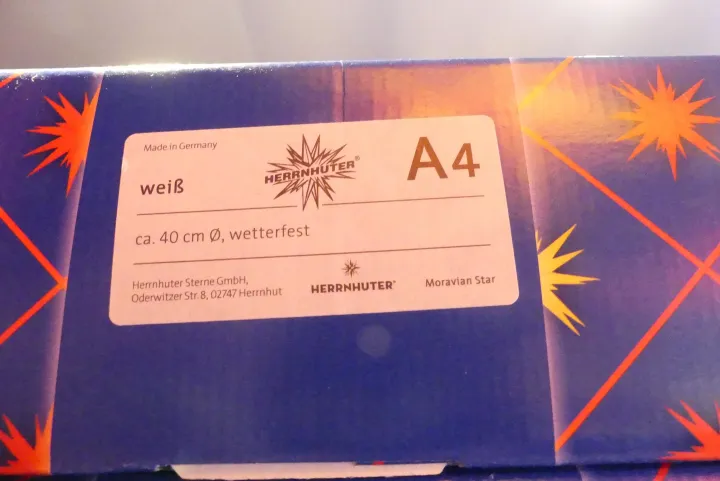 Made in Germany
HERRNHUTER®
A4
weiß
ca. 40 cm Ø, wetterfest
Herrnhuter Sterne GmbH,
Oderwitzer Str. 8, 02747 Herrnhut
HERRNHUTER®
Moravian Star